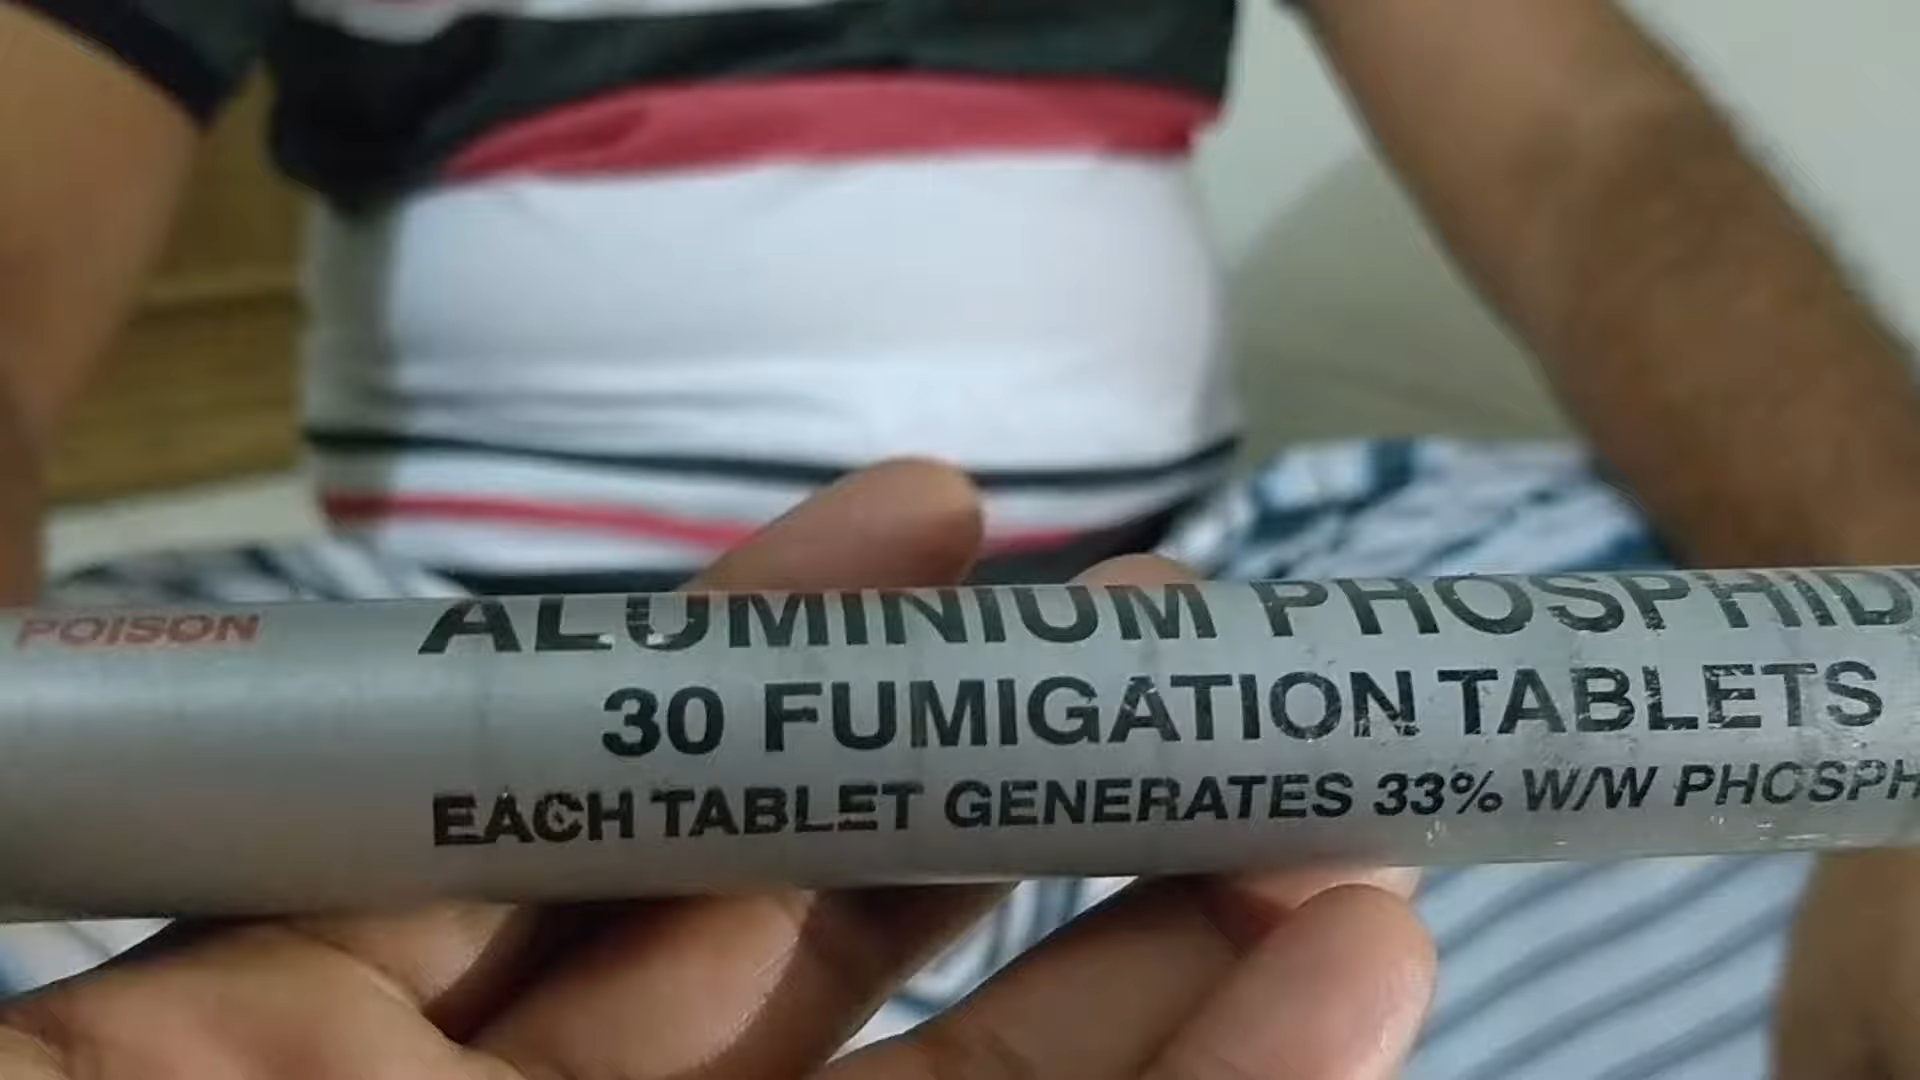 POISON
ALUMINIUM PHOSPHID
30 FUMIGATION TABLETS
EACH TABLET GENERATES 33% W/W PHOSPH